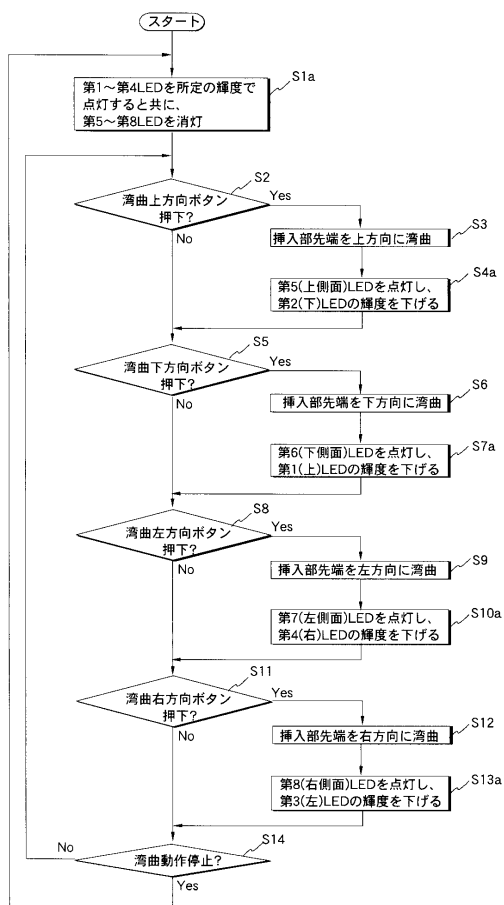 スタート
S1a
第1~第4LEDを所定の輝度で
点灯すると共に、
第5~第8LEDを消灯
S2
湾曲上方向ボタン
押下?
Yes
No
S3
挿入部先端を上方向に湾曲
S4a
第5(上側面)LEDを点灯し、
第2(下)LEDの輝度を下げる
S5
湾曲下方向ボタン
押下?
Yes
No
S6
挿入部先端を下方向に湾曲
S7a
第6(下側面)LEDを点灯し、
第1(上)LEDの輝度を下げる
S8
湾曲左方向ボタン
押下?
Yes
No
S9
挿入部先端を左方向に湾曲
S10a
第7(左側面)LEDを点灯し、
第4(右)LEDの輝度を下げる
S11
湾曲右方向ボタン
押下?
Yes
No
S12
挿入部先端を右方向に湾曲
S13a
第8(右側面)LEDを点灯し、
第3(左)LEDの輝度を下げる
S14
No
湾曲動作停止?
Yes